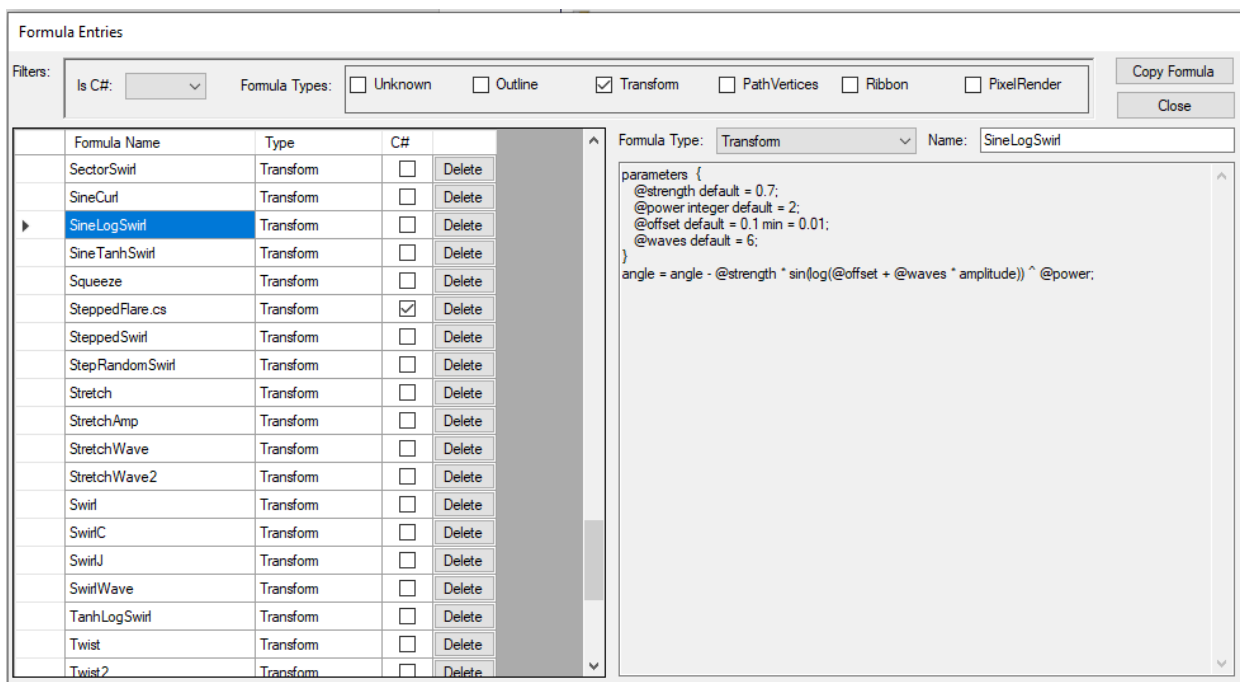 Formula Entries
Filters:
Is C#:
Formula Types:
Unknown
Outline
Transform
PathVertices
Ribbon
PixelRender
Copy Formula
Close
Formula Name Type C#
SectorSwirl Transform Delete
SineCurl Transform Delete
SineLogSwirl Transform Delete
SineTanhSwirl Transform Delete
Squeeze Transform Delete
SteppedFlare.cs Transform Delete
SteppedSwirl Transform Delete
StepRandomSwirl Transform Delete
Stretch Transform Delete
StretchAmp Transform Delete
StretchWave Transform Delete
StretchWave2 Transform Delete
Swirl Transform Delete
SwirlC Transform Delete
SwirlJ Transform Delete
SwirlWave Transform Delete
TanhLogSwirl Transform Delete
Twist Transform Delete
Twist2 Transform Delete
Formula Type: Transform Name: SineLogSwirl
parameters {
@strength default = 0.7;
@power integer default = 2;
@offset default = 0.1 min = 0.01;
@waves default = 6;
}
angle = angle - @strength * sin(log(@offset + @waves * amplitude)) ^ @power;